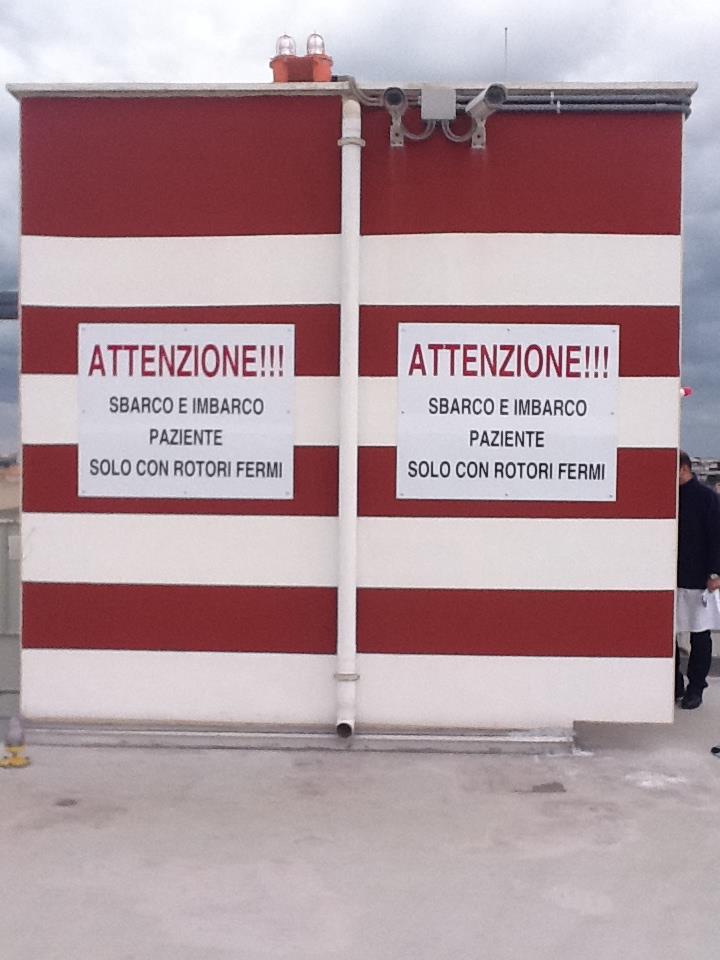 ATTENZIONE!!!
SBARCO E IMBARCO
PAZIENTE
SOLO CON ROTORI FERMI
ATTENZIONE!!!
SBARCO E IMBARCO
PAZIENTE
SOLO CON ROTORI FERMI